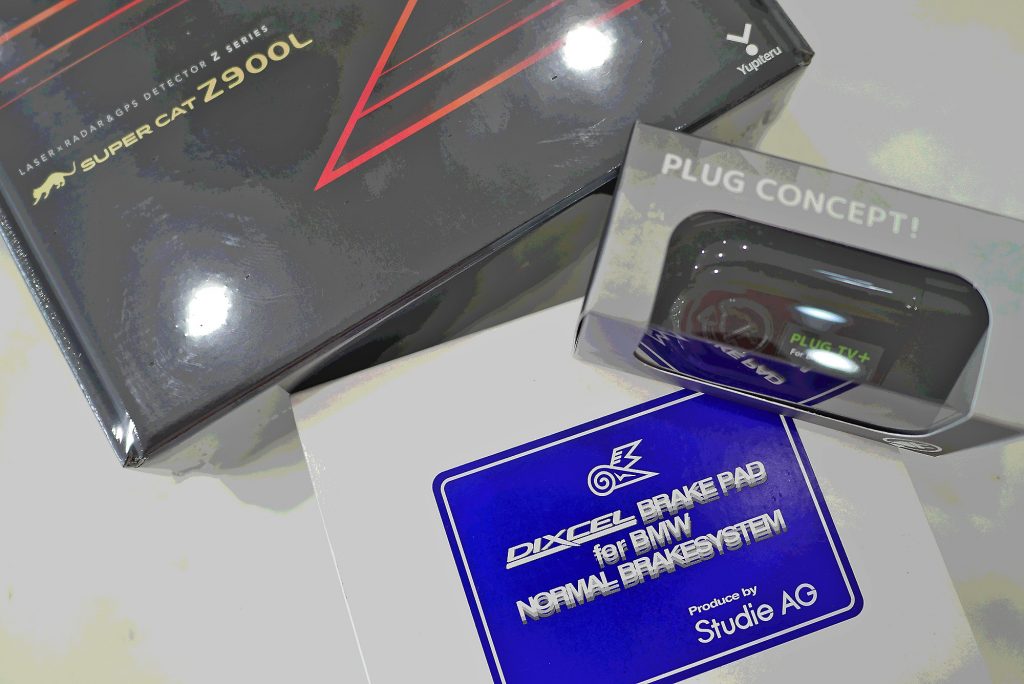 LASER×RADAR&GPS DETECTOR Z SERIES
SUPER CAT Z900L
Yupiteru
PLUG CONCEPT!
PLUG TV+
For
DIXCEL BRAKE PAD
for BMW
NORMAL BRAKESYSTEM
Produce by
Studie AG